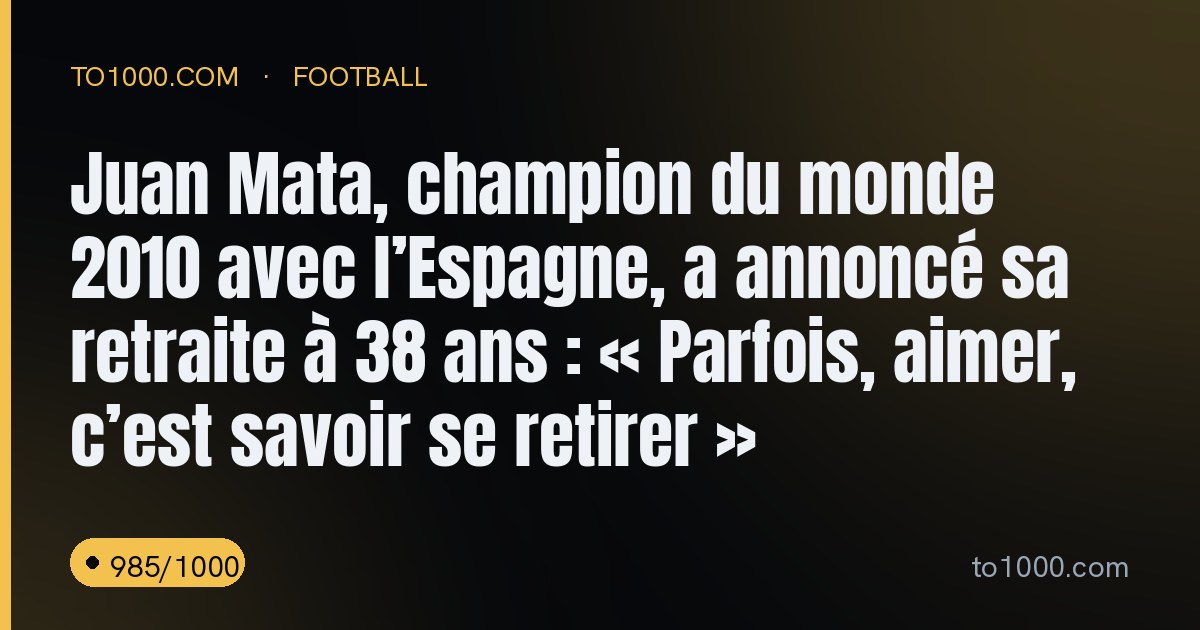 TO1000.COM · FOOTBALL
Juan Mata, champion du monde
2010 avec l’Espagne, a annoncé sa
retraite à 38 ans : « Parfois, aimer,
c’est savoir se retirer »
985/1000
to1000.com